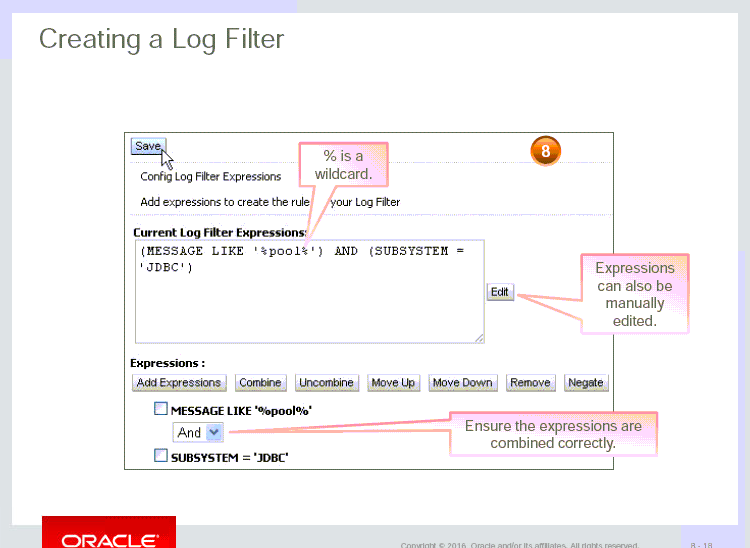 Creating a Log Filter
Save
8
% is a
wildcard.
Config Log Filter Expressions
Add expressions to create the rule your Log Filter
Current Log Filter Expressions:
(MESSAGE LIKE '%pool%') AND (SUBSYSTEM =
'JDBC')
Edit
Expressions
can also be
manually
edited.
Expressions :
Add Expressions Combine Uncombine Move Up Move Down Remove Negate
MESSAGE LIKE '%pool%'
And
Ensure the expressions are
combined correctly.
SUBSYSTEM = 'JDBC'
ORACLE
Copyright © 2016, Oracle and/or its affiliates. All rights reserved.
8 - 18